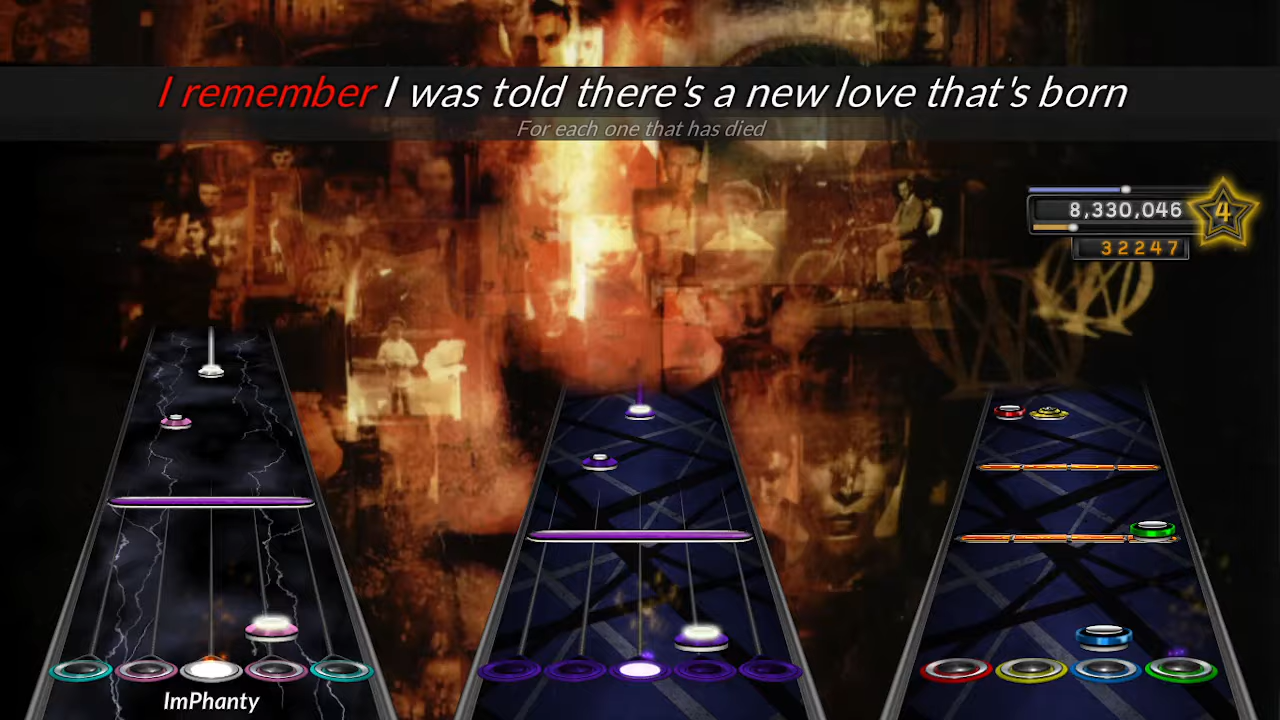 I remember I was told there's a new love that's born
For each one that has died
8,330,046
4
32247
ImPhanty